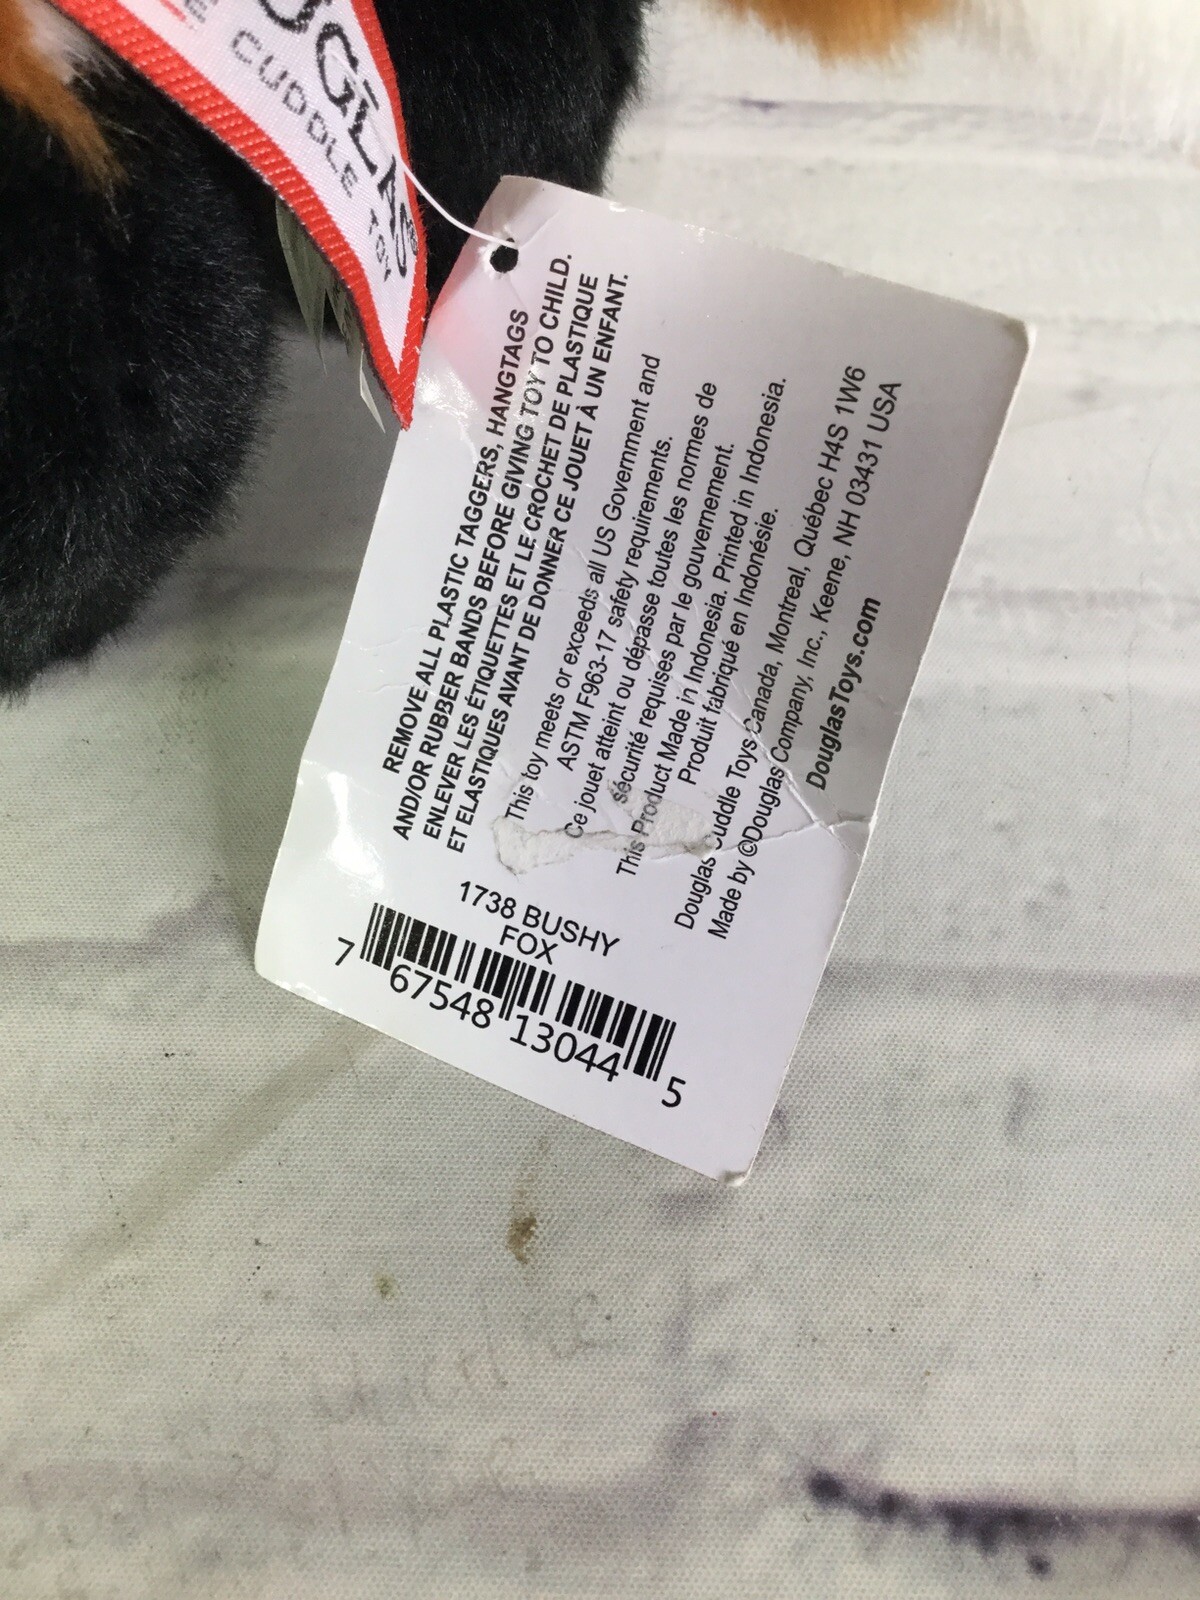 CUDDLE TOY
REMOVE ALL PLASTIC TAGGERS, HANGTAGS
AND/OR RUBBER BANDS BEFORE GIVING TOY TO CHILD.
ENLEVER LES ÉTIQUETTES ET LE CROCHET DE PLASTIQUE
ET ELASTIQUES AVANT DE DONNER CE JOUET À UN ENFANT.
This toy meets or exceeds all US Government and
ASTM F963-17 safety requirements.
Ce jouet atteint ou dépasse toutes les normes de
sécurité requises par le gouvernement.
This Product Made in Indonesia. Printed in Indonesia.
Produit fabriqué en Indonésie.
Douglas Cuddle Toys Canada, Montreal, Québec H4S 1W6
Made by ©Douglas Company, Inc., Keene, NH 03431 USA
DouglasToys.com
1738 BUSHY
FOX
7 67548 13044 5